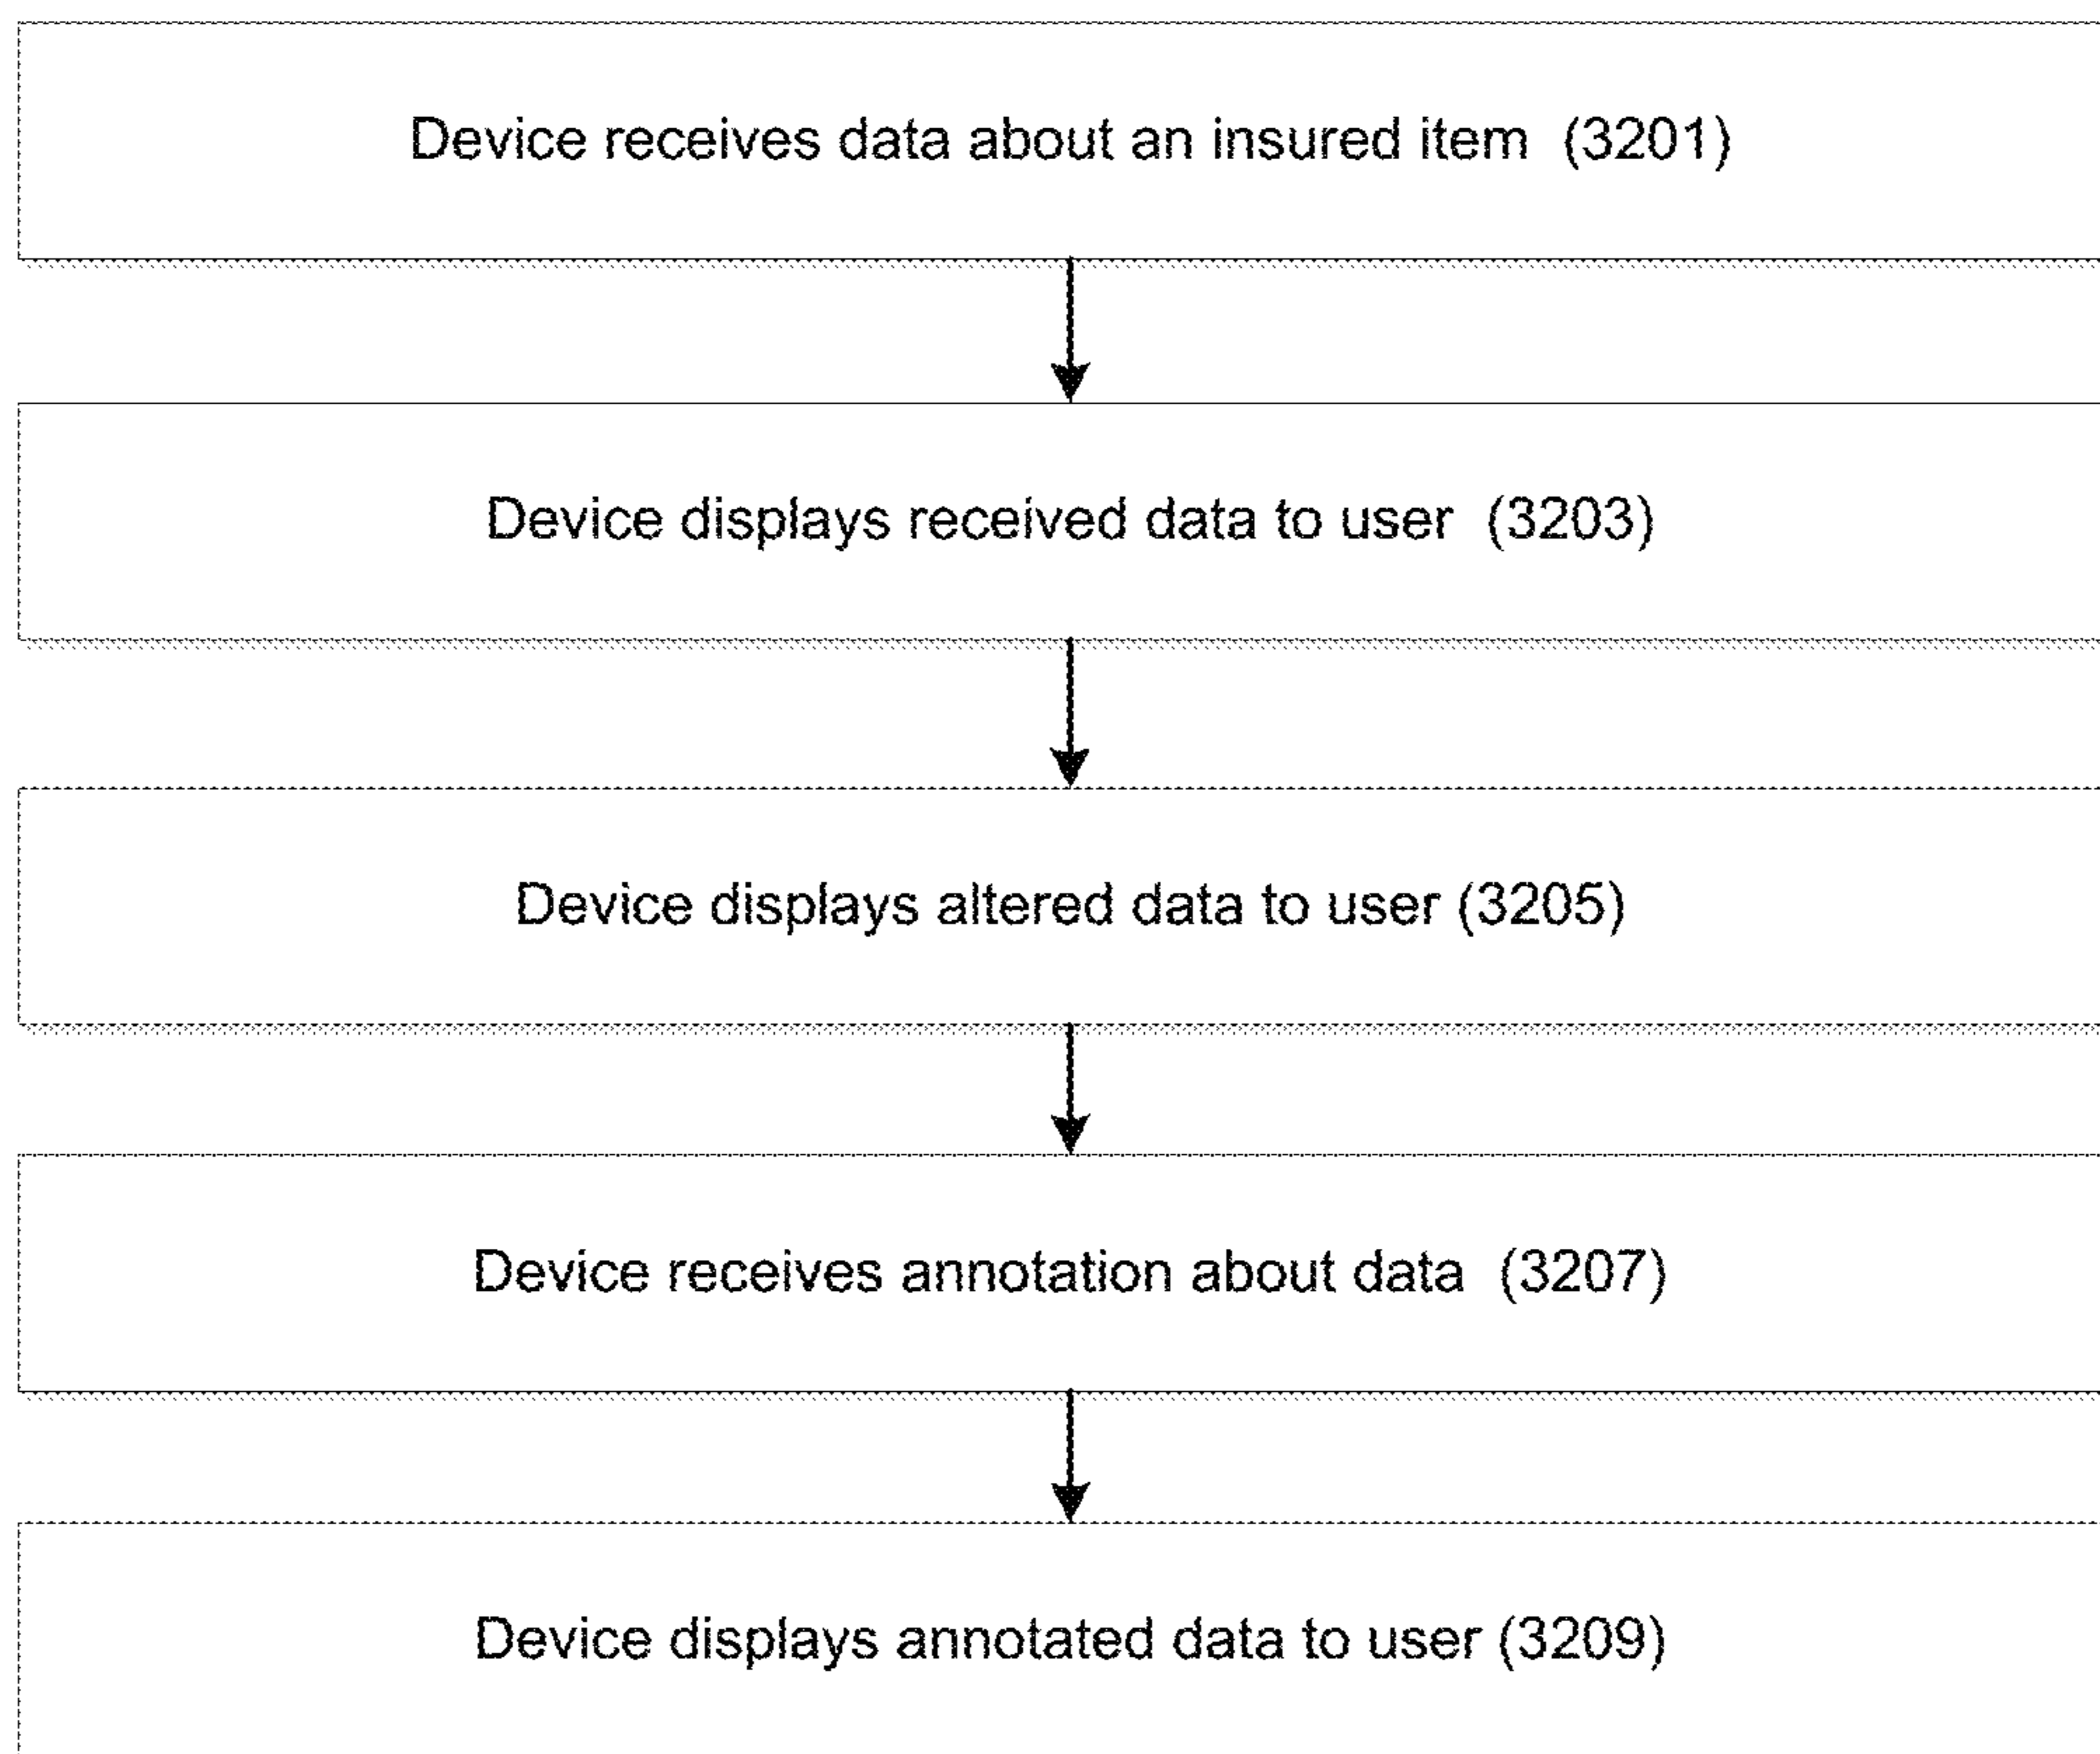 Device receives data about an insured item (3201)
Device displays received data to user (3203)
Device displays altered data to user (3205)
Device receives annotation about data (3207)
Device displays annotated data to user (3209)